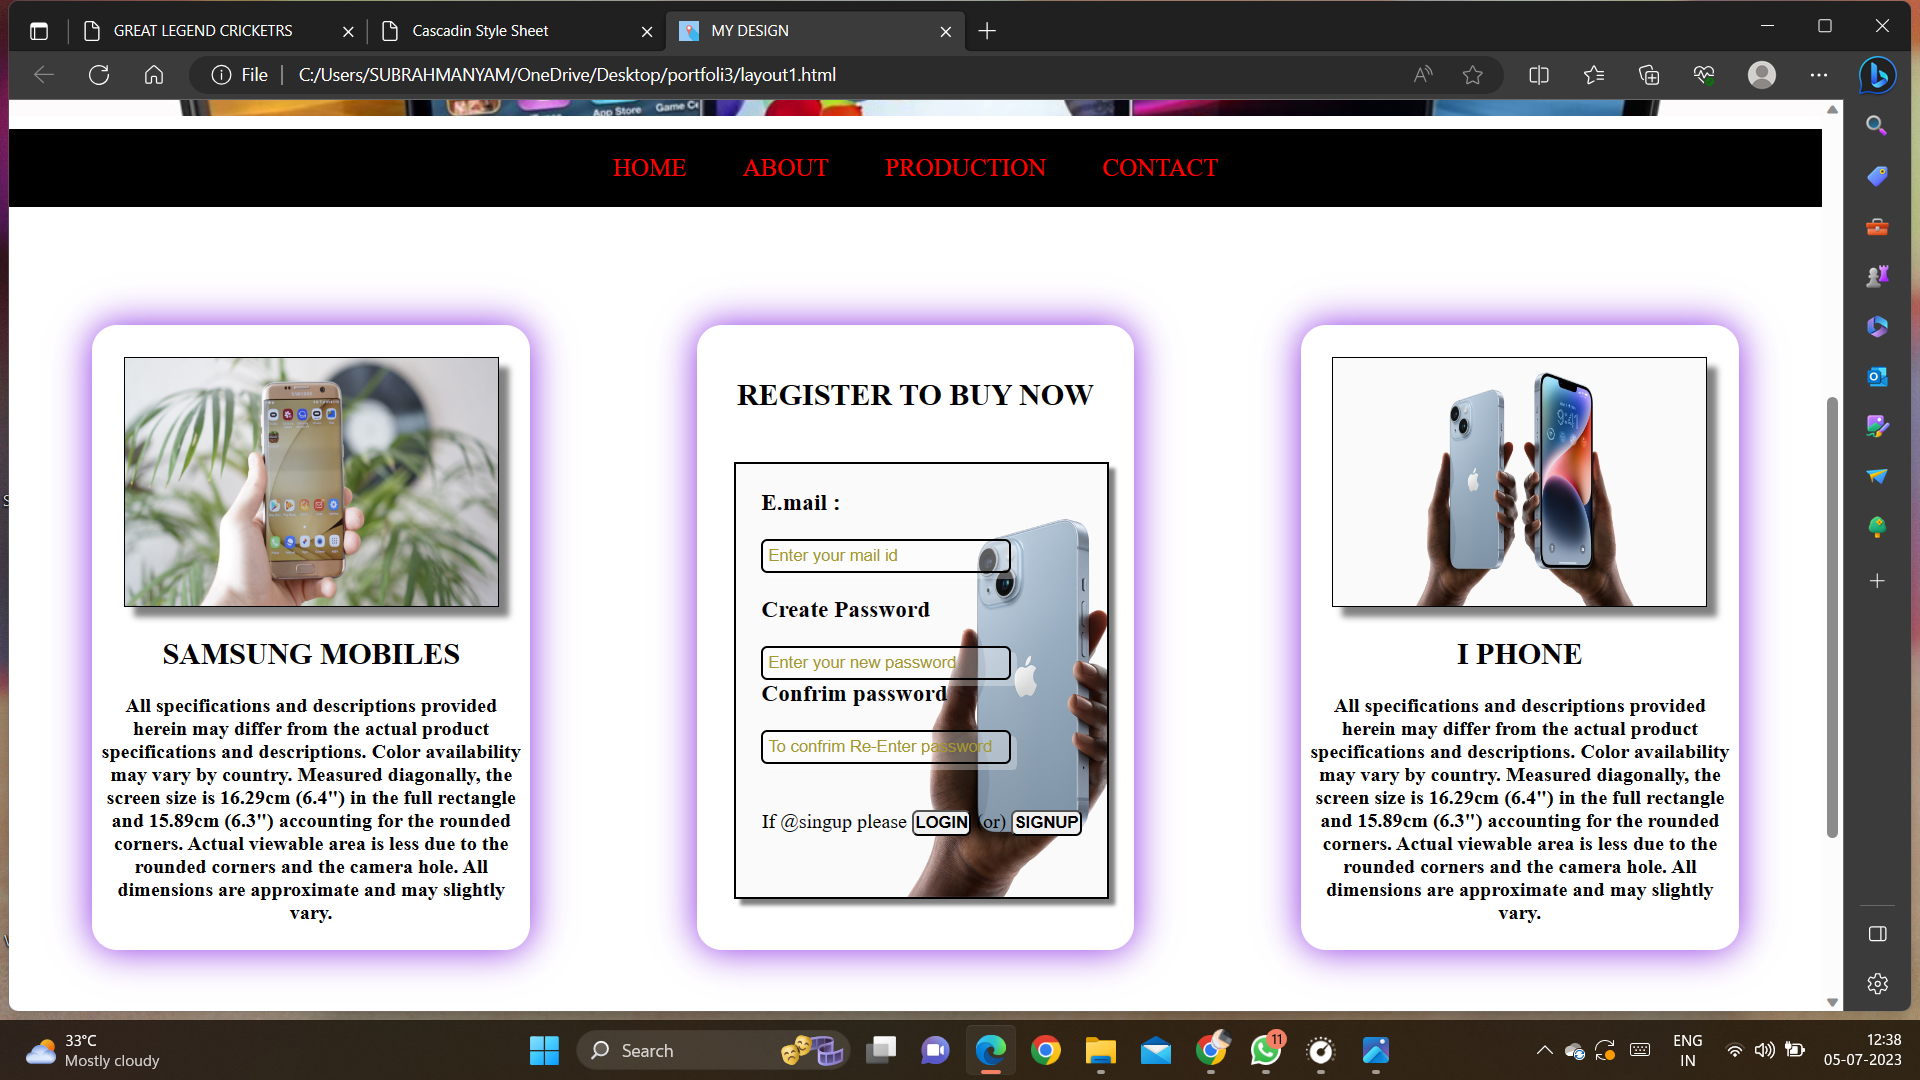 GREAT LEGEND CRICKETRS
Cascadin Style Sheet
MY DESIGN
File
C:/Users/SUBRAHMANYAM/OneDrive/Desktop/portfoli3/layout1.html
App Store
HOME ABOUT PRODUCTION CONTACT
SAMSUNG MOBILES
All specifications and descriptions provided
herein may differ from the actual product
specifications and descriptions. Color availability
may vary by country. Measured diagonally, the
screen size is 16.29cm (6.4") in the full rectangle
and 15.89cm (6.3") accounting for the rounded
corners. Actual viewable area is less due to the
rounded corners and the camera hole. All
dimensions are approximate and may slightly
vary.
REGISTER TO BUY NOW
E.mail :
Enter your mail id
Create Password
Enter your new password
Confrim password
To confrim Re-Enter password
If @singup please LOGIN (or) SIGNUP
9:41
I PHONE
All specifications and descriptions provided
herein may differ from the actual product
specifications and descriptions. Color availability
may vary by country. Measured diagonally, the
screen size is 16.29cm (6.4") in the full rectangle
and 15.89cm (6.3") accounting for the rounded
corners. Actual viewable area is less due to the
rounded corners and the camera hole. All
dimensions are approximate and may slightly
vary.
33°C
Mostly cloudy
Search
11
ENG
IN
12:38
05-07-2023